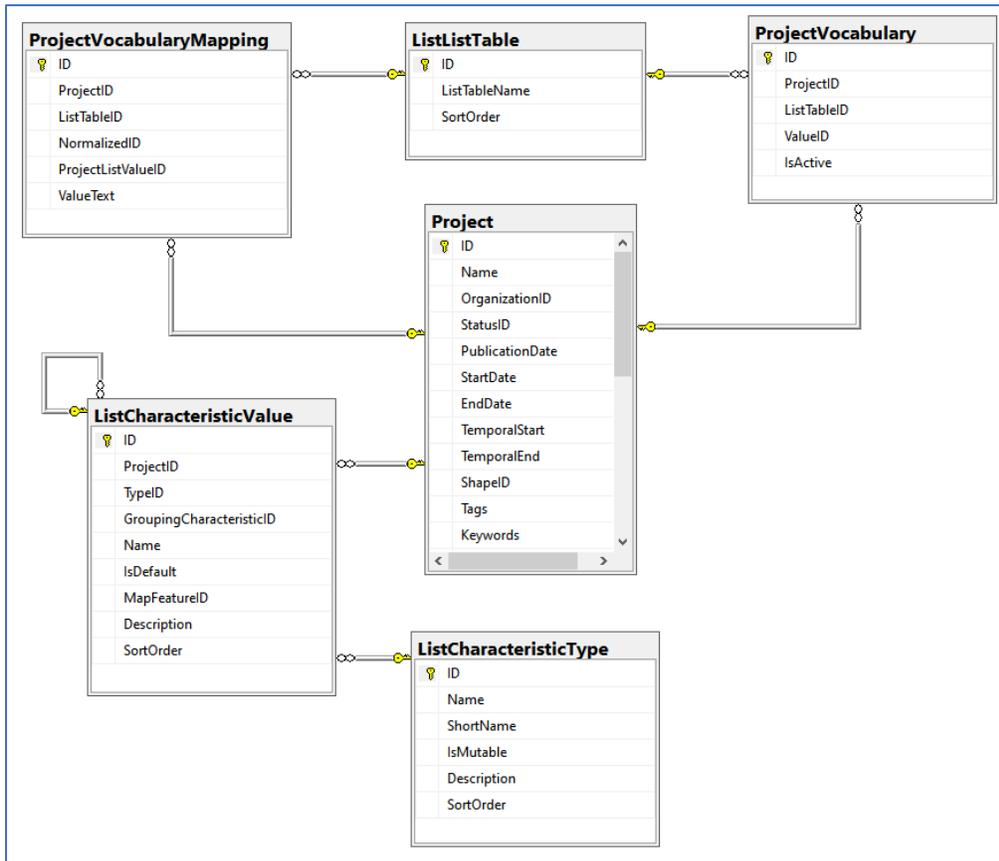 ProjectVocabularyMapping
ID
ProjectID
ListTableID
NormalizedID
ProjectListValueID
ValueText
ListListTable
ID
ListTableName
SortOrder
ProjectVocabulary
ID
ProjectID
ListTableID
ValueID
IsActive
Project
ID
Name
OrganizationID
StatusID
PublicationDate
StartDate
EndDate
TemporalStart
TemporalEnd
ShapeID
Tags
Keywords
ListCharacteristicValue
ID
ProjectID
TypeID
GroupingCharacteristicID
Name
IsDefault
MapFeatureID
Description
SortOrder
ListCharacteristicType
ID
Name
ShortName
IsMutable
Description
SortOrder